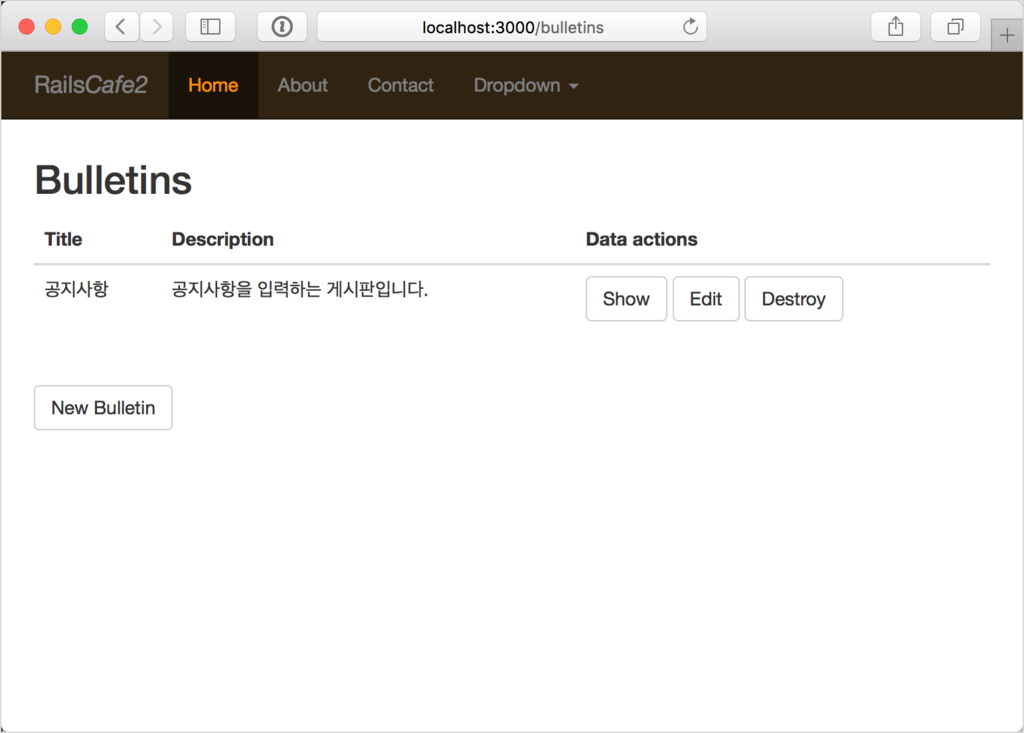 localhost:3000/bulletins
RailsCafe2 Home About Contact Dropdown
Bulletins
Title Description Data actions
공지사항 공지사항을 입력하는 게시판입니다. Show Edit Destroy
New Bulletin